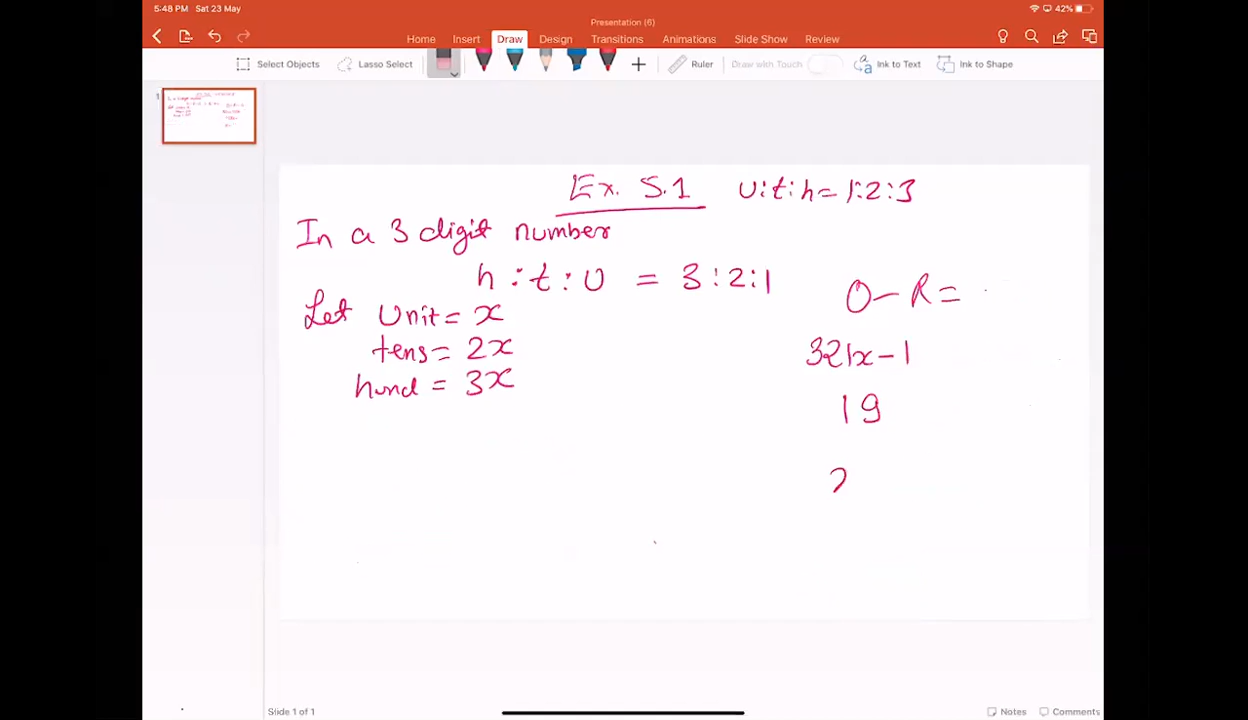 5:48 PM Sat 23 May
42%
Presentation (6)
Home Insert Draw Design Transitions Animations Slide Show Review
Select Objects Lasso Select Ruler Draw with Touch Ink to Text Ink to Shape
1
Ex. 5.1 U:t:h= 1:2:3
In a 3 digit number
h:t:U = 3:2:1
O-R=
Let Unit= x
tens= 2x
321x-1
hund = 3x
19
2
Slide 1 of 1
Notes Comments